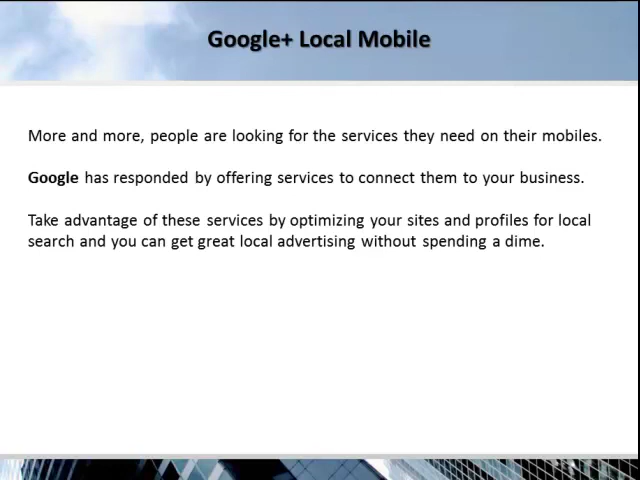 Google+ Local Mobile
More and more, people are looking for the services they need on their mobiles.
Google has responded by offering services to connect them to your business.
Take advantage of these services by optimizing your sites and profiles for local
search and you can get great local advertising without spending a dime.